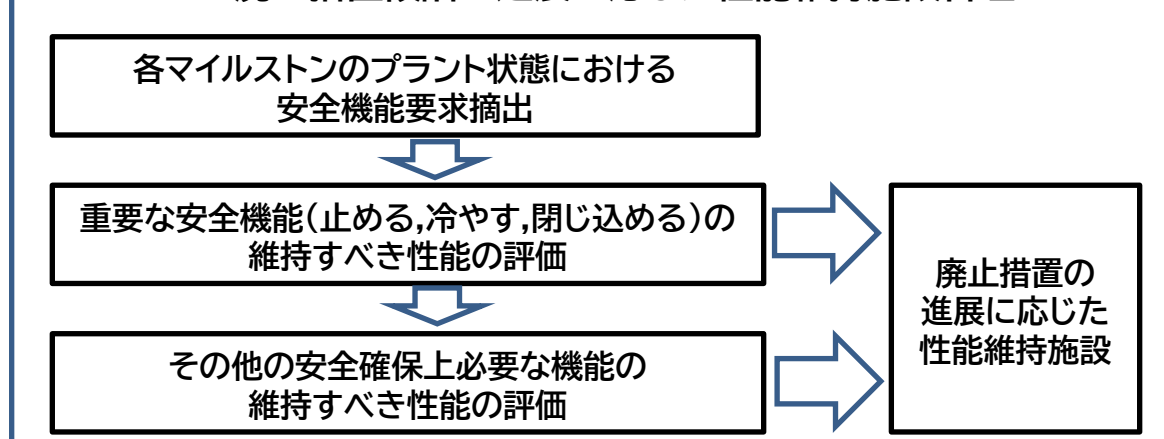 各マイルストンのプラント状態における
安全機能要求摘出
重要な安全機能(止める,冷やす,閉じ込める)の
維持すべき性能の評価
その他の安全確保上必要な機能の
維持すべき性能の評価
廃止措置の
進展に応じた
性能維持施設